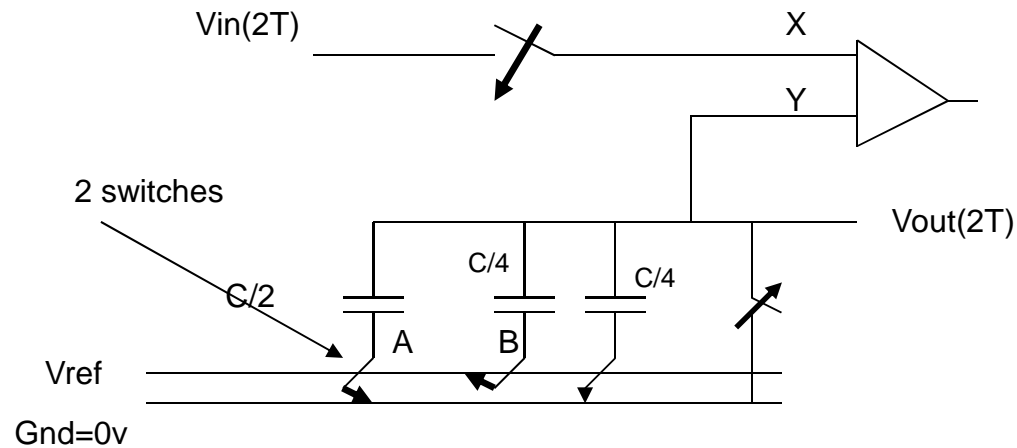 Vin(2T)
X
Y
2 switches
Vout(2T)
C/2
C/4
C/4
A
B
Vref
Gnd=0v